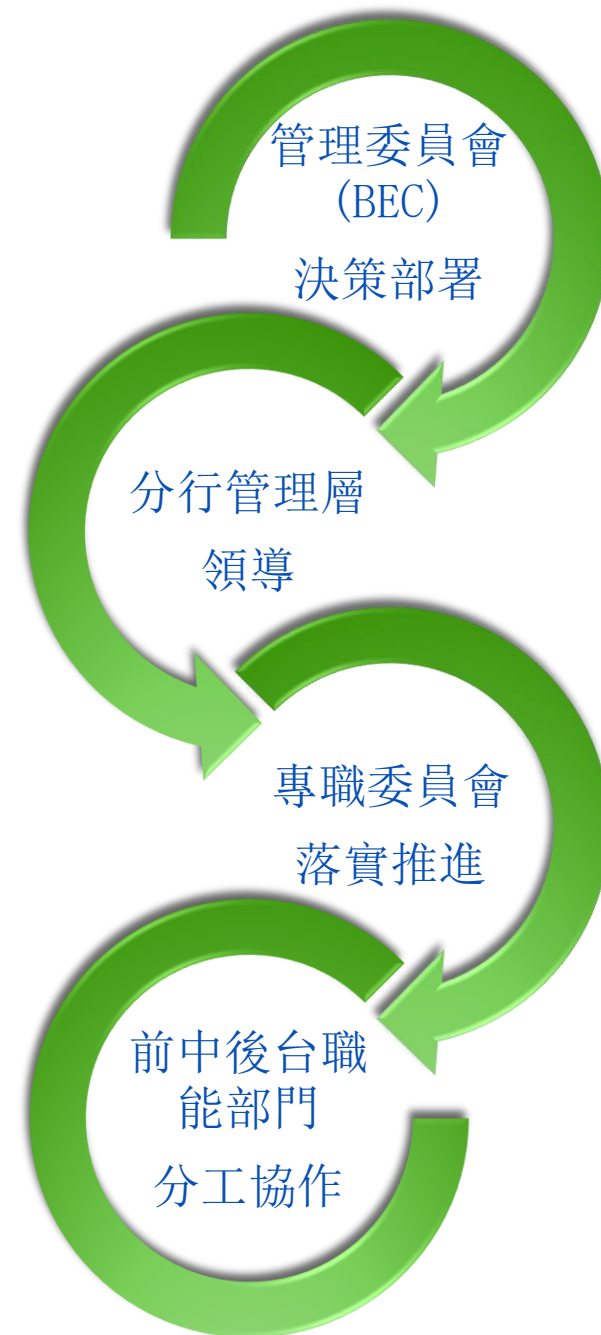 管理委員會
(BEC)
決策部署
分行管理層
領導
專職委員會
落實推進
前中後台職
能部門
分工協作